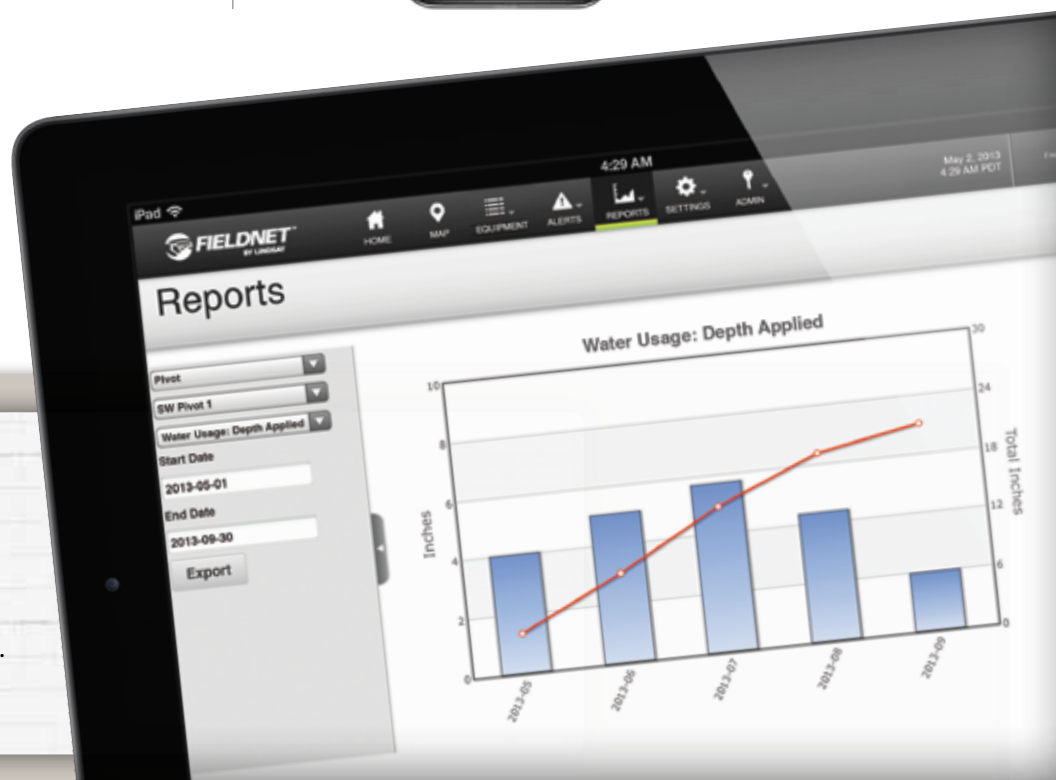 4:29 AM
iPad
May 2, 2013
4:29 AM PDT
FIELDNET™
BY LINDSAY
HOME
MAP
EQUIPMENT
ALERTS
REPORTS
SETTINGS
ADMIN
Reports
Pivot
SW Pivot 1
Water Usage: Depth Applied
Start Date
2013-05-01
End Date
2013-09-30
Export
Water Usage: Depth Applied
10
8
6
4
2
0
Inches
30
24
18
12
6
0
Total Inches
2013-05
2013-06
2013-07
2013-08
2013-09
.